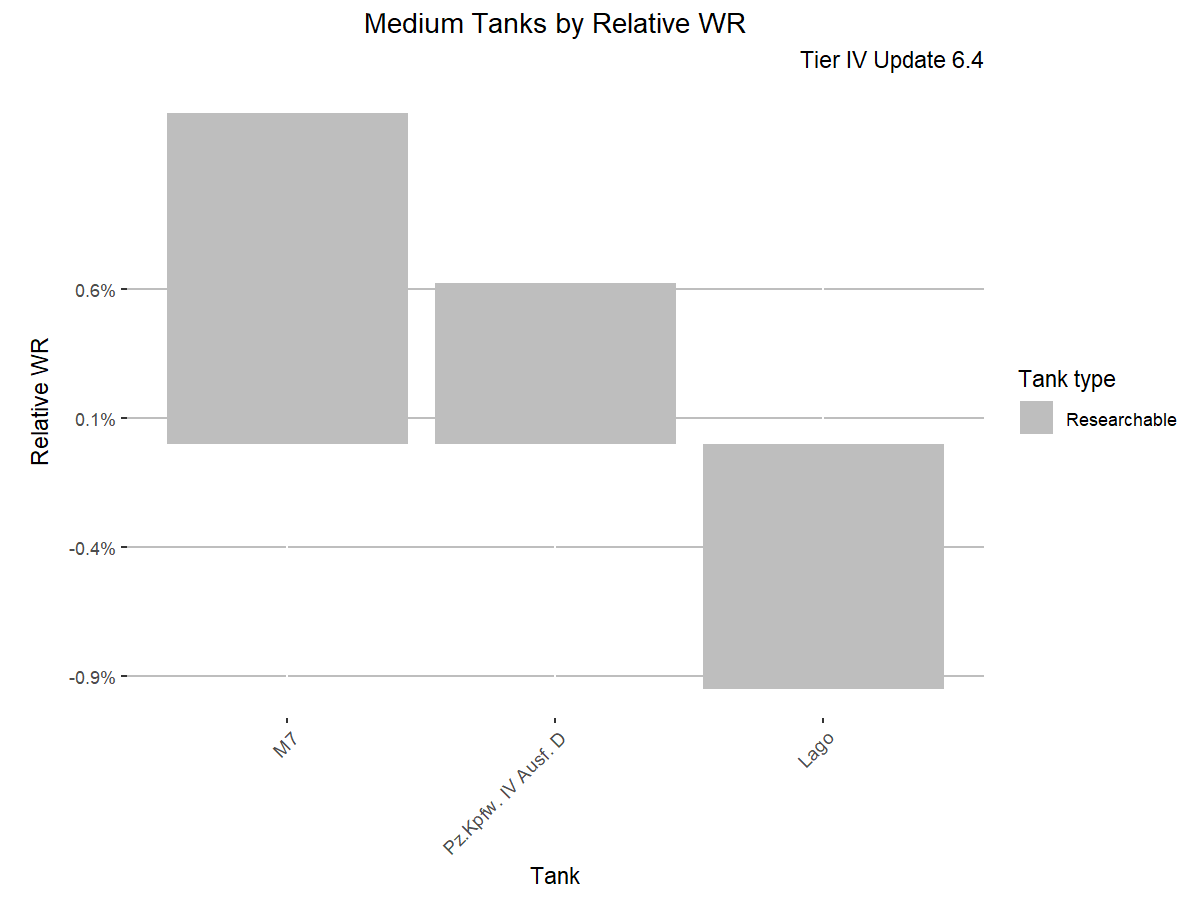 Medium Tanks by Relative WR
Tier IV Update 6.4
0.6%
0.1%
-0.4%
-0.9%
Relative WR
M7
Pz.Kpfw. IV Ausf. D
Lago
Tank
Tank type
Researchable